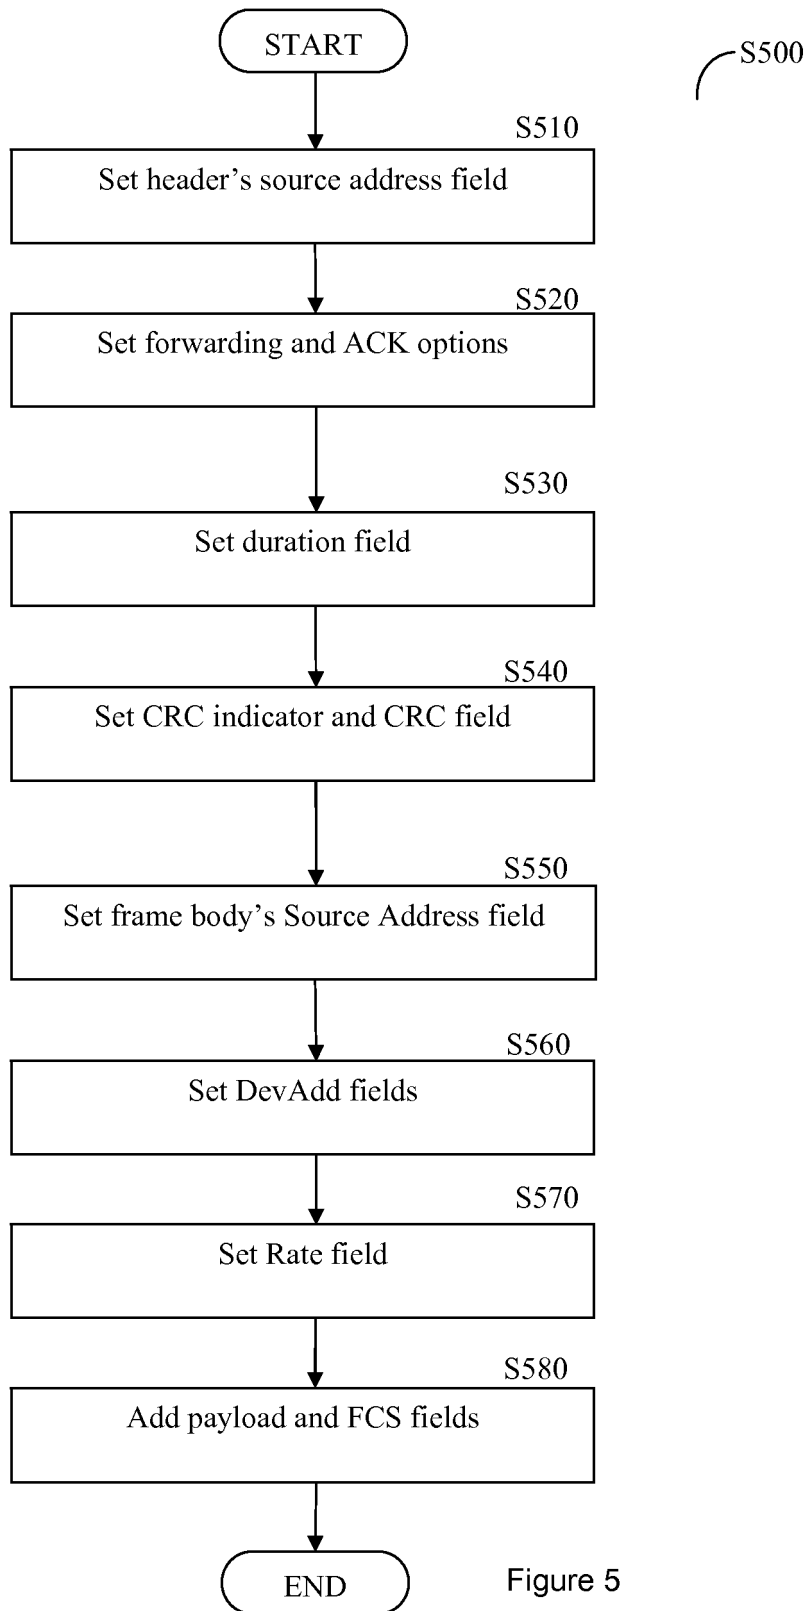 START
S500
S510
Set header’s source address field
S520
Set forwarding and ACK options
S530
Set duration field
S540
Set CRC indicator and CRC field
S550
Set frame body’s Source Address field
S560
Set DevAdd fields
S570
Set Rate field
S580
Add payload and FCS fields
END
Figure 5